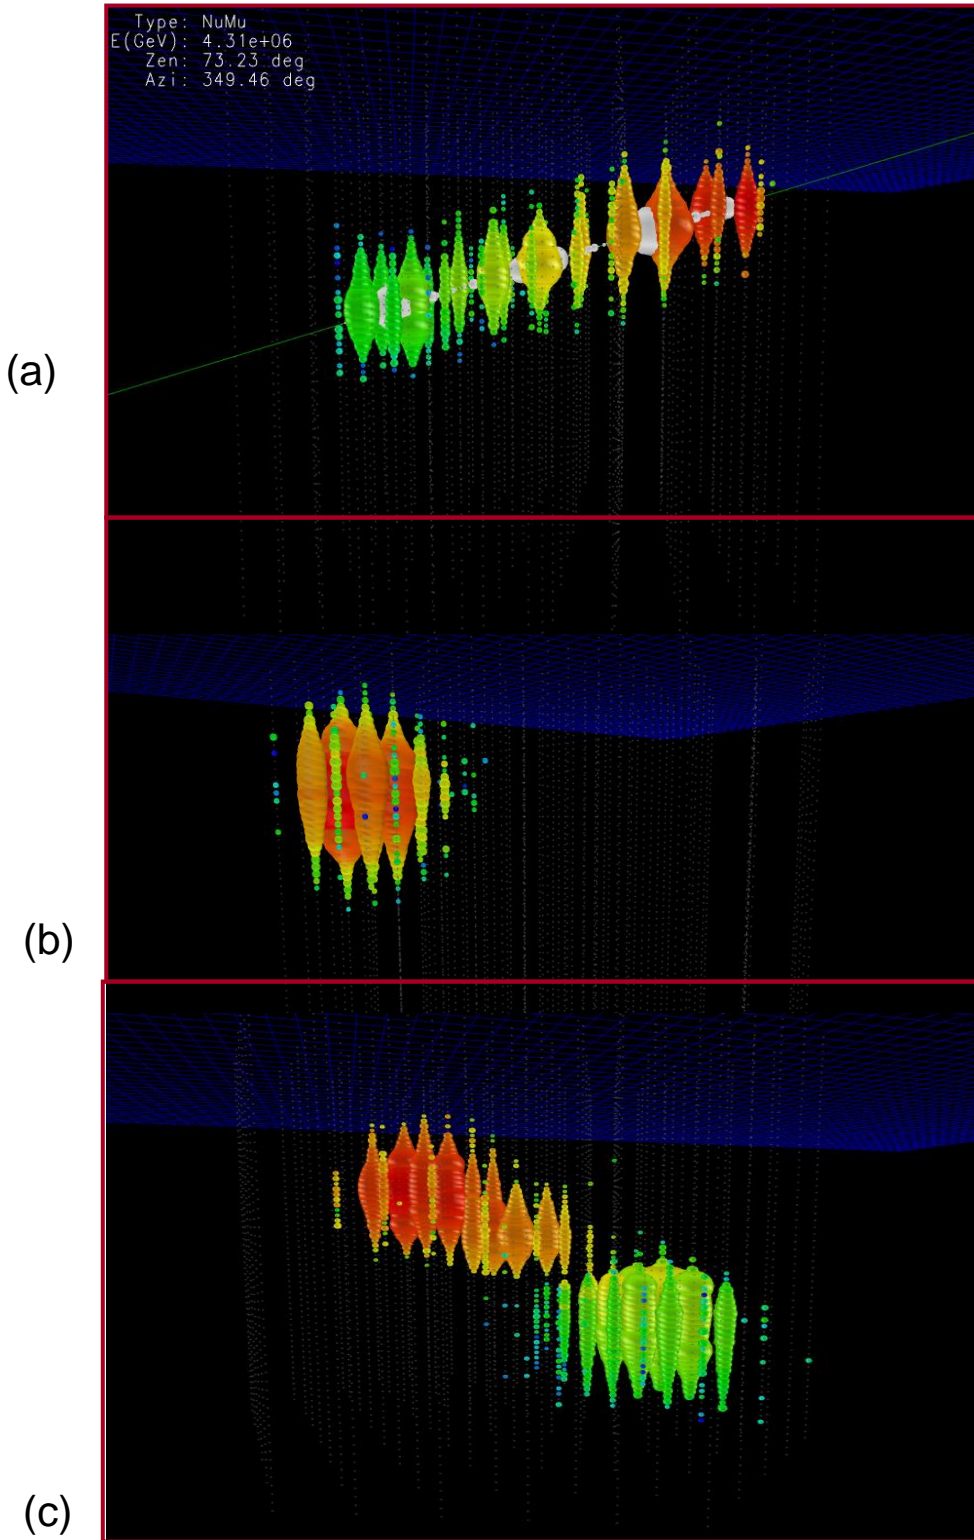 Type: NuMu
E(GeV): 4.31e+06
Zen: 73.23 deg
Azi: 349.46 deg
(a)
(b)
(c)